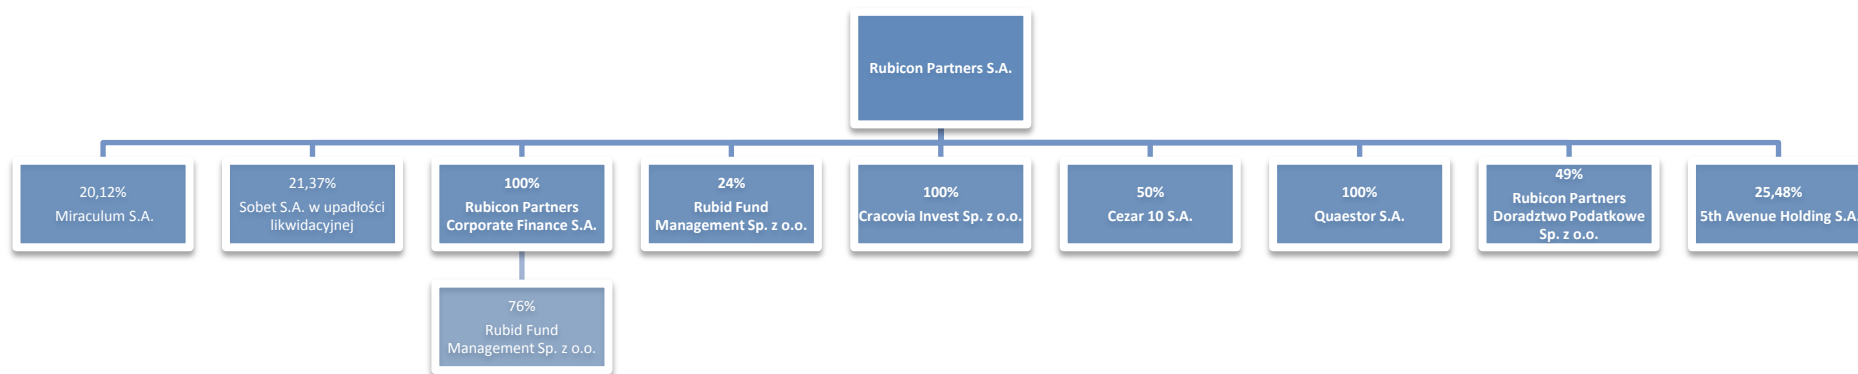 Rubicon Partners S.A.
20,12%
Miraculum S.A.
21,37%
Sobet S.A. w upadłości
likwidacyjnej
100%
Rubicon Partners
Corporate Finance S.A.
24%
Rubid Fund
Management Sp. z o.o.
100%
Cracovia Invest Sp. z o.o.
50%
Cezar 10 S.A.
100%
Quaestor S.A.
49%
Rubicon Partners
Doradztwo Podatkowe
Sp. z o.o.
25,48%
5th Avenue Holding S.A.
76%
Rubid Fund
Management Sp. z o.o.